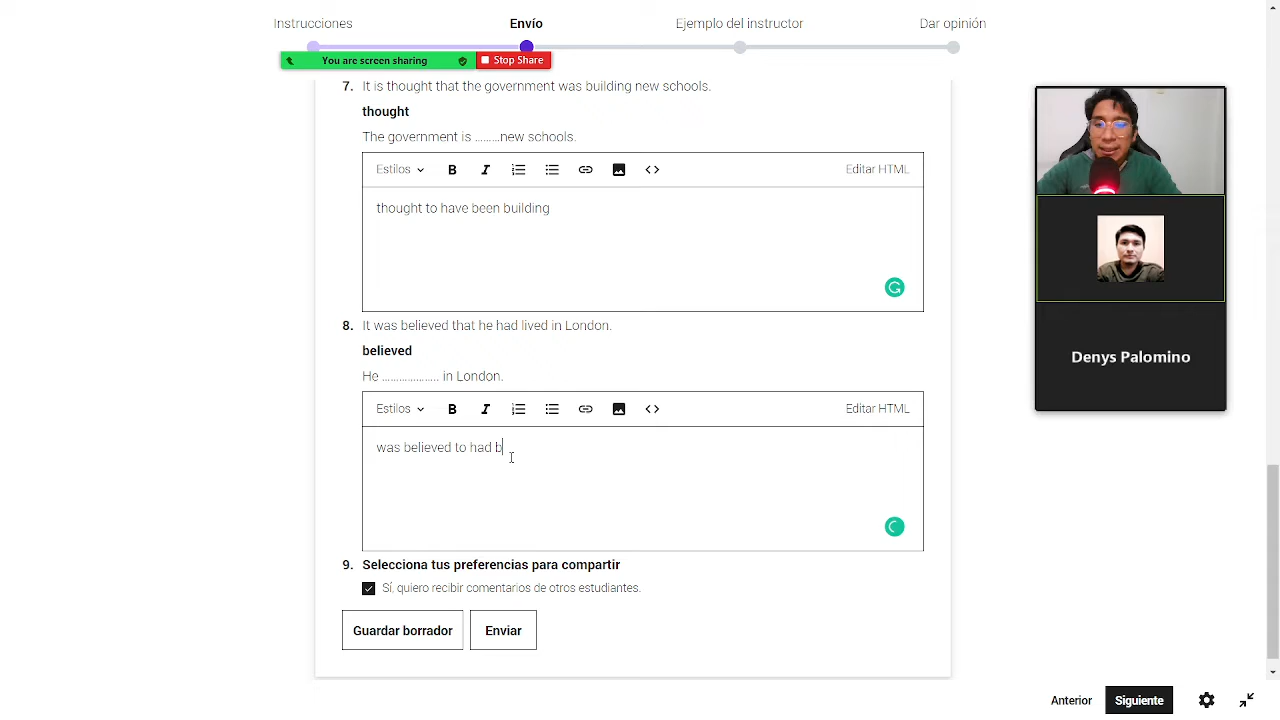 Instrucciones
Envío
Ejemplo del instructor
Dar opinión
You are screen sharing
Stop Share
7. It is thought that the government was building new schools.
thought
The government is .........new schools.
Estilos B I Editar HTML
thought to have been building
8. It was believed that he had lived in London.
believed
He .................... in London.
Estilos B I Editar HTML
was believed to had b
9. Selecciona tus preferencias para compartir
Sí, quiero recibir comentarios de otros estudiantes.
Guardar borrador
Enviar
Denys Palomino
Anterior
Siguiente